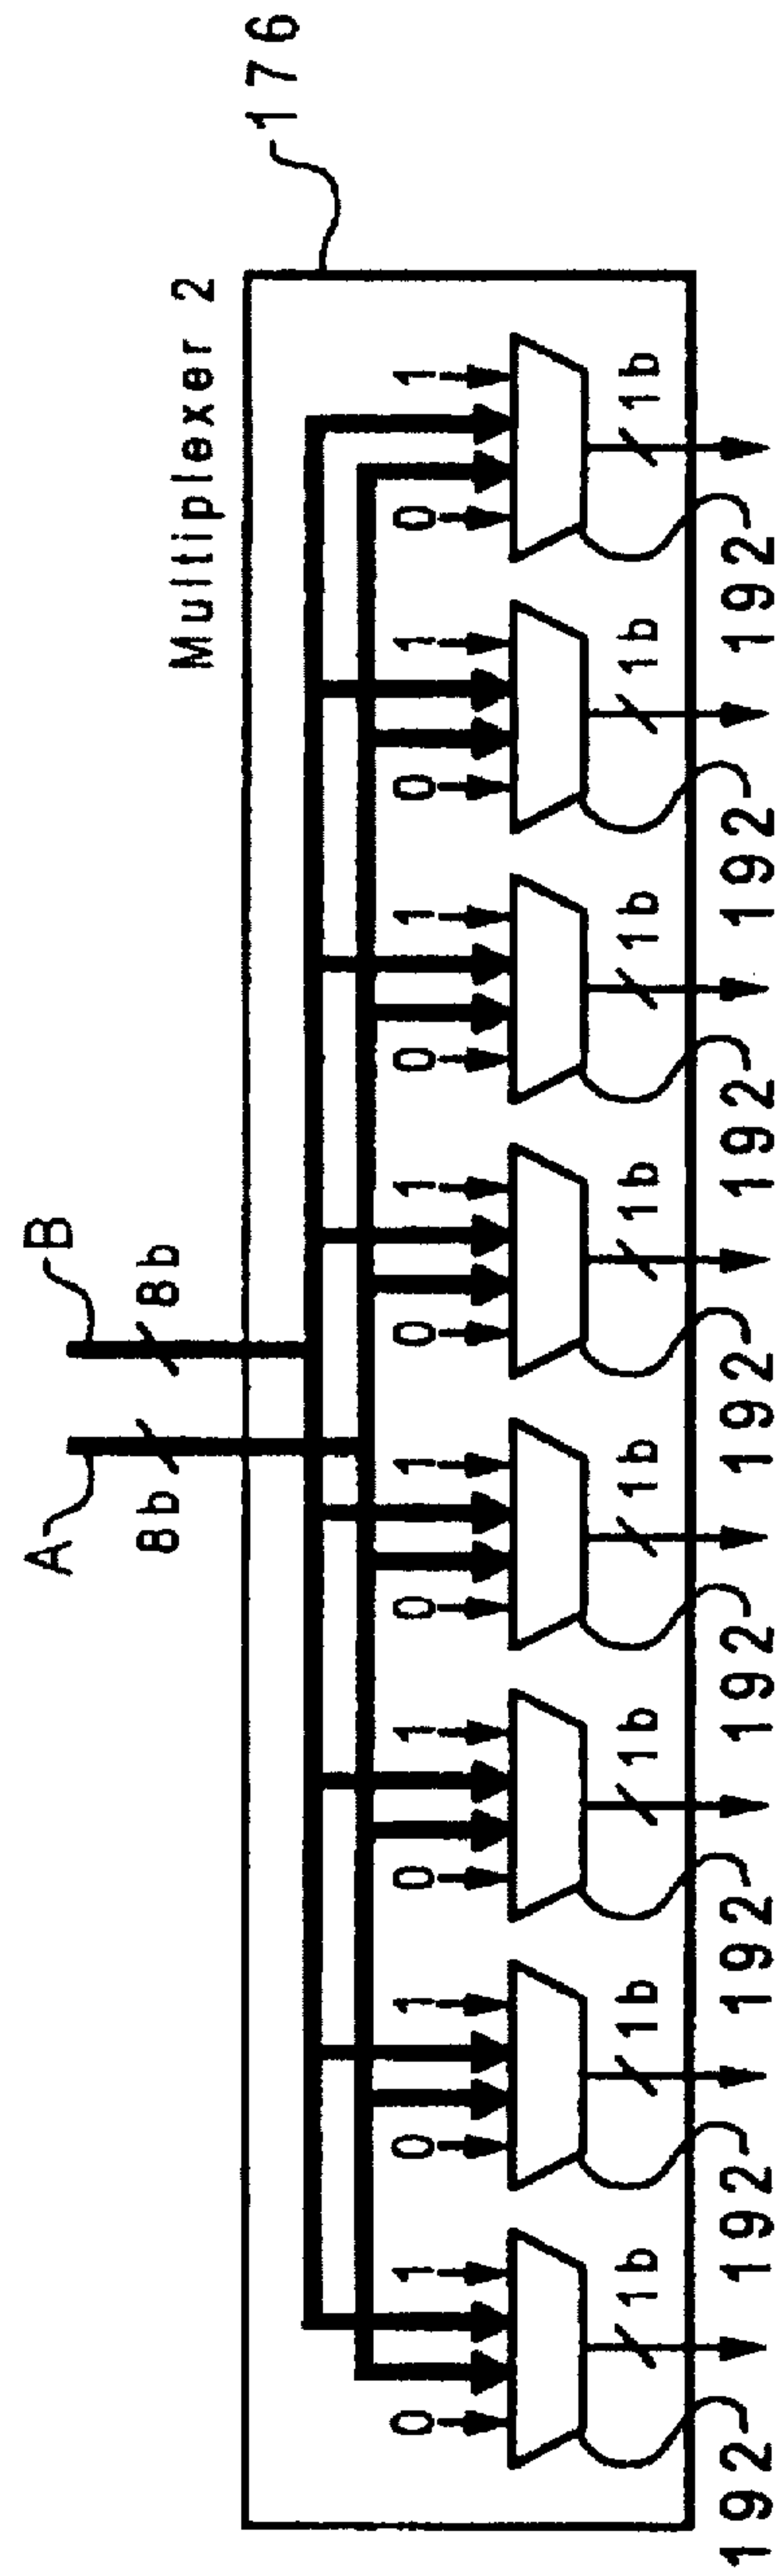 A B
8b 8b
Multiplexer 2
176
0 1 0 1 0 1 0 1 0 1 0 1 0 1 0 1
1b 1b 1b 1b 1b 1b 1b 1b
192 192 192 192 192 192 192 192